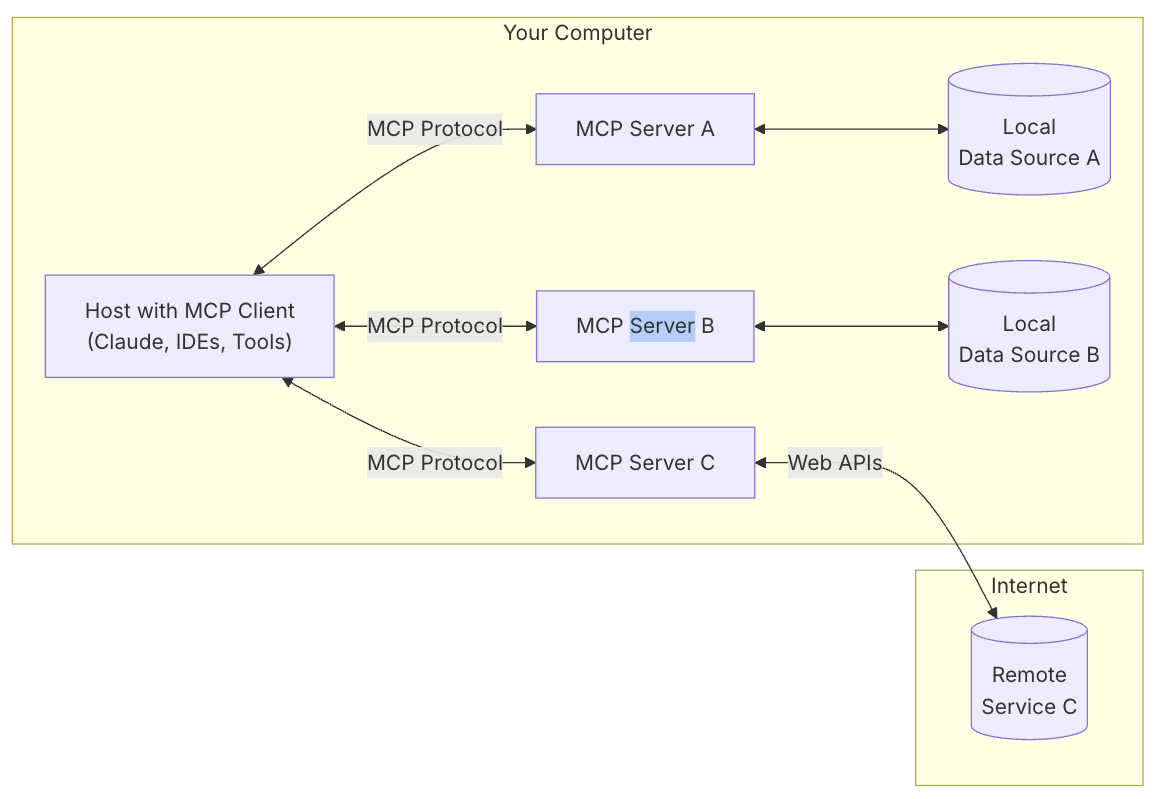 Your Computer
MCP Protocol
MCP Server A
Local
Data Source A
Host with MCP Client
(Claude, IDEs, Tools)
MCP Protocol
MCP Server B
Local
Data Source B
MCP Protocol
MCP Server C
Web APIs
Internet
Remote
Service C